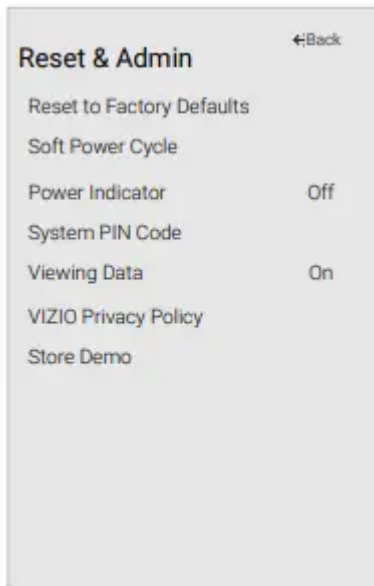 ←Back
Reset & Admin
Reset to Factory Defaults
Soft Power Cycle
Power Indicator Off
System PIN Code
Viewing Data On
VIZIO Privacy Policy
Store Demo